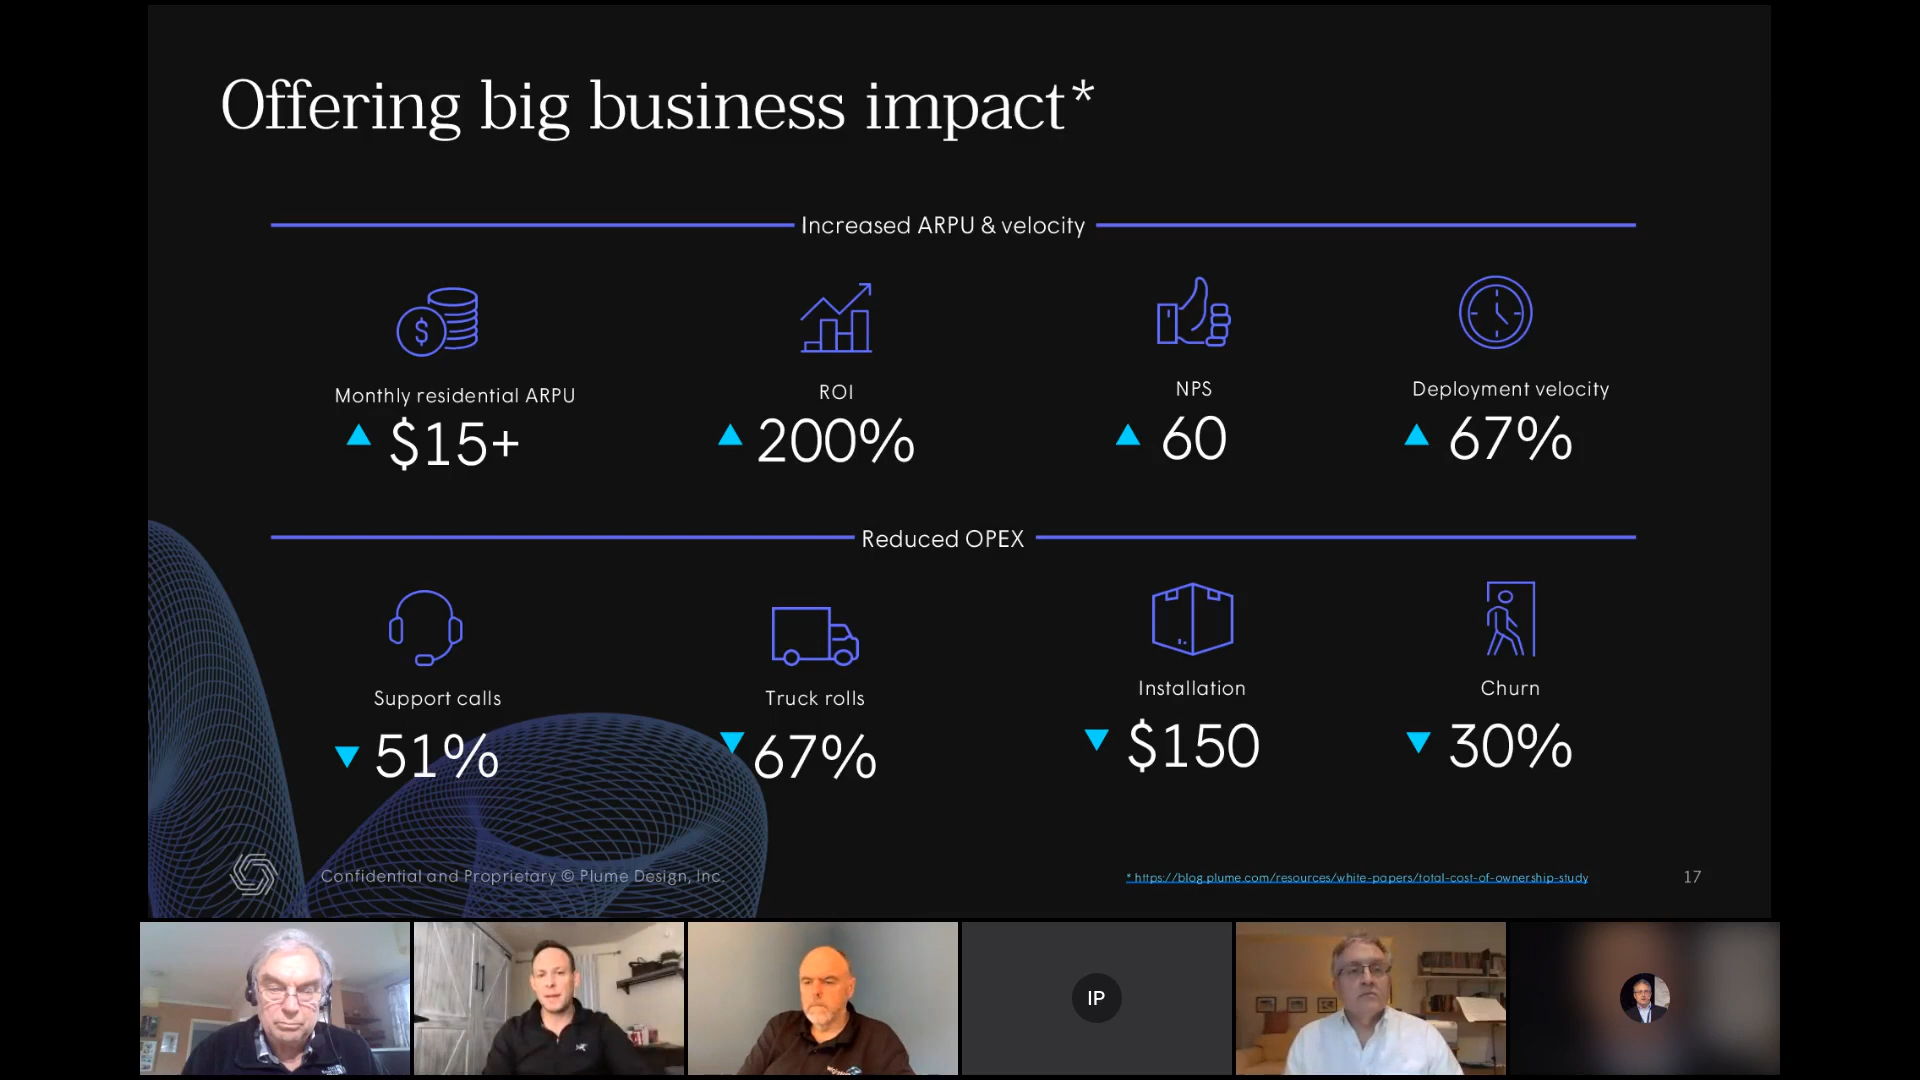 Offering big business impact*
Increased ARPU & velocity
Monthly residential ARPU
$15+
ROI
200%
NPS
60
Deployment velocity
67%
Reduced OPEX
Support calls
51%
Truck rolls
67%
Installation
$150
Churn
30%
Confidential and Proprietary © Plume Design, Inc.
* https://blog.plume.com/resources/white-papers/total-cost-of-ownership-study
17
IP